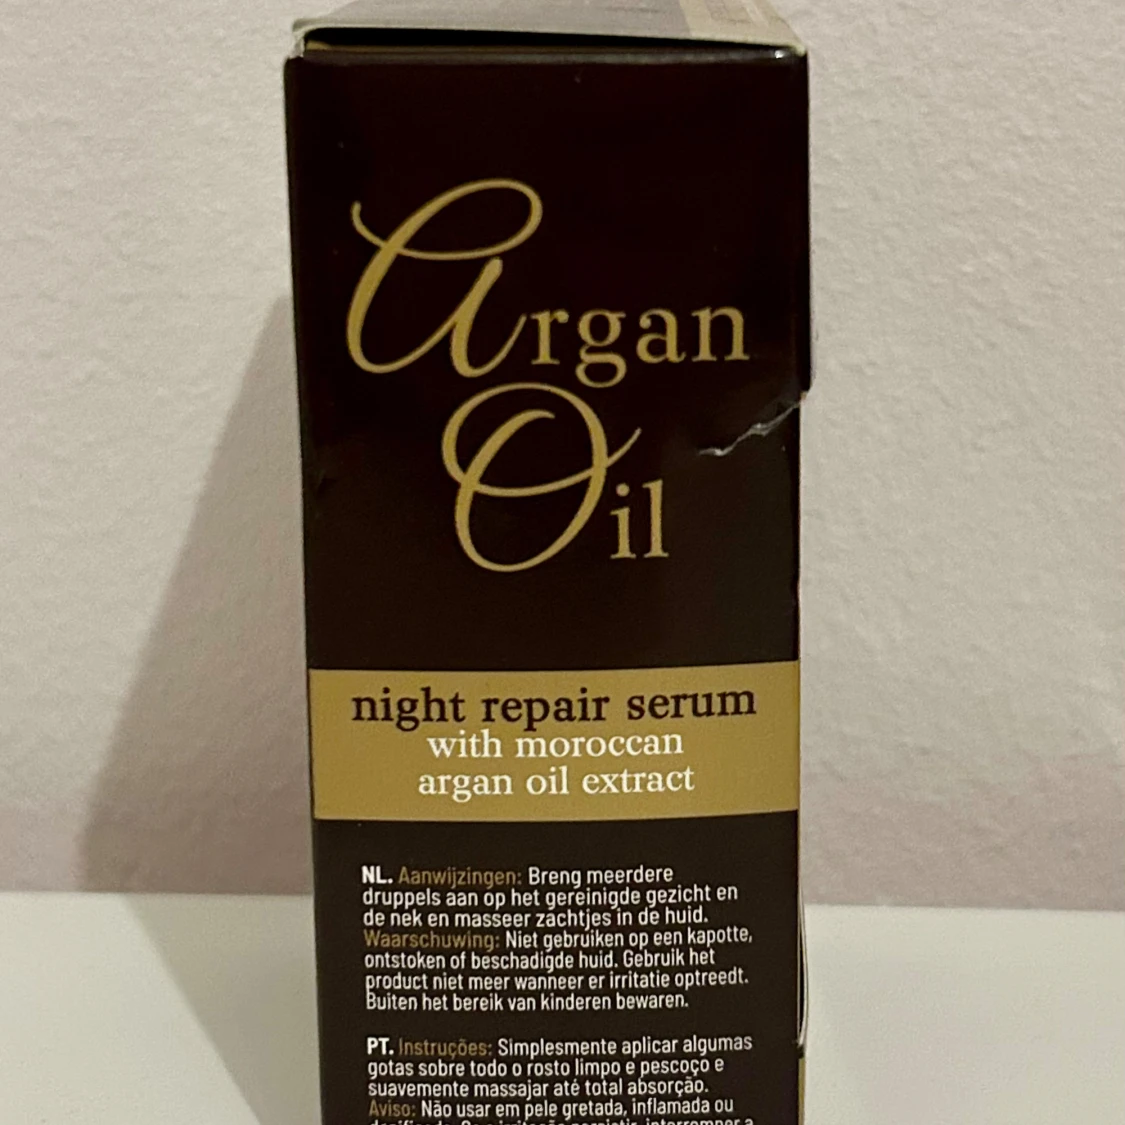 Argan
Oil
night repair serum
with moroccan
argan oil extract
NL. Aanwijzingen: Breng meerdere
druppels aan op het gereinigde gezicht en
de nek en masseer zachtjes in de huid.
Waarschuwing: Niet gebruiken op een kapotte,
ontstoken of beschadigde huid. Gebruik het
product niet meer wanneer er irritatie optreedt.
Buiten het bereik van kinderen bewaren.
PT. Instruções: Simplesmente aplicar algumas
gotas sobre todo o rosto limpo e pescoço e
suavemente massajar até total absorção.
Aviso: Não usar em pele gretada, inflamada ou